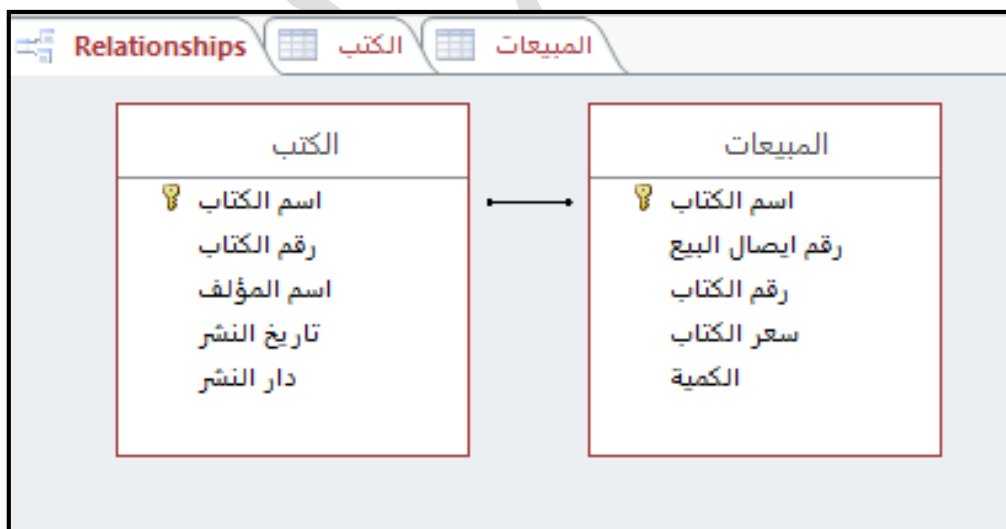 Relationships الكتب المبيعات
الكتب
اسم الكتاب
رقم الكتاب
اسم المؤلف
تاريخ النشر
دار النشر
المبيعات
اسم الكتاب
رقم ايصال البيع
رقم الكتاب
سعر الكتاب
الكمية